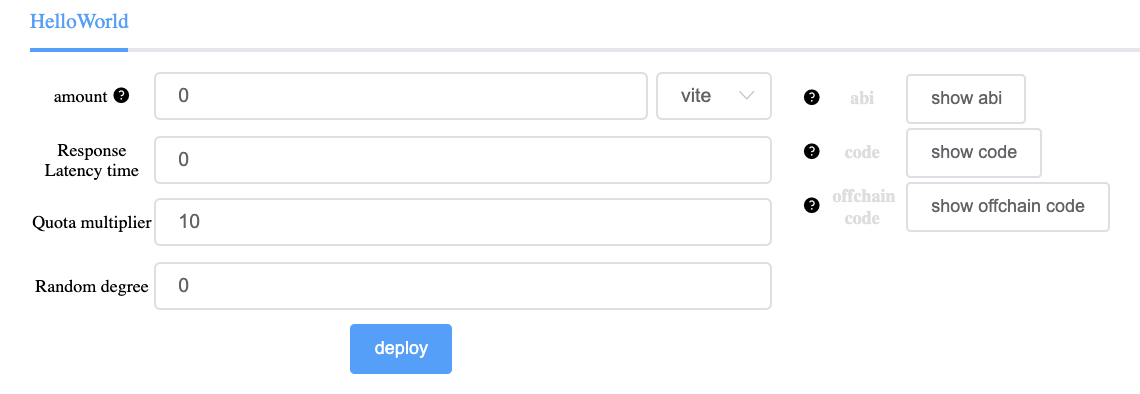 HelloWorld
amount ? 0 vite
Response
Latency time 0
Quota multiplier 10
Random degree 0
deploy
? abi show abi
? code show code
? offchain
code show offchain code